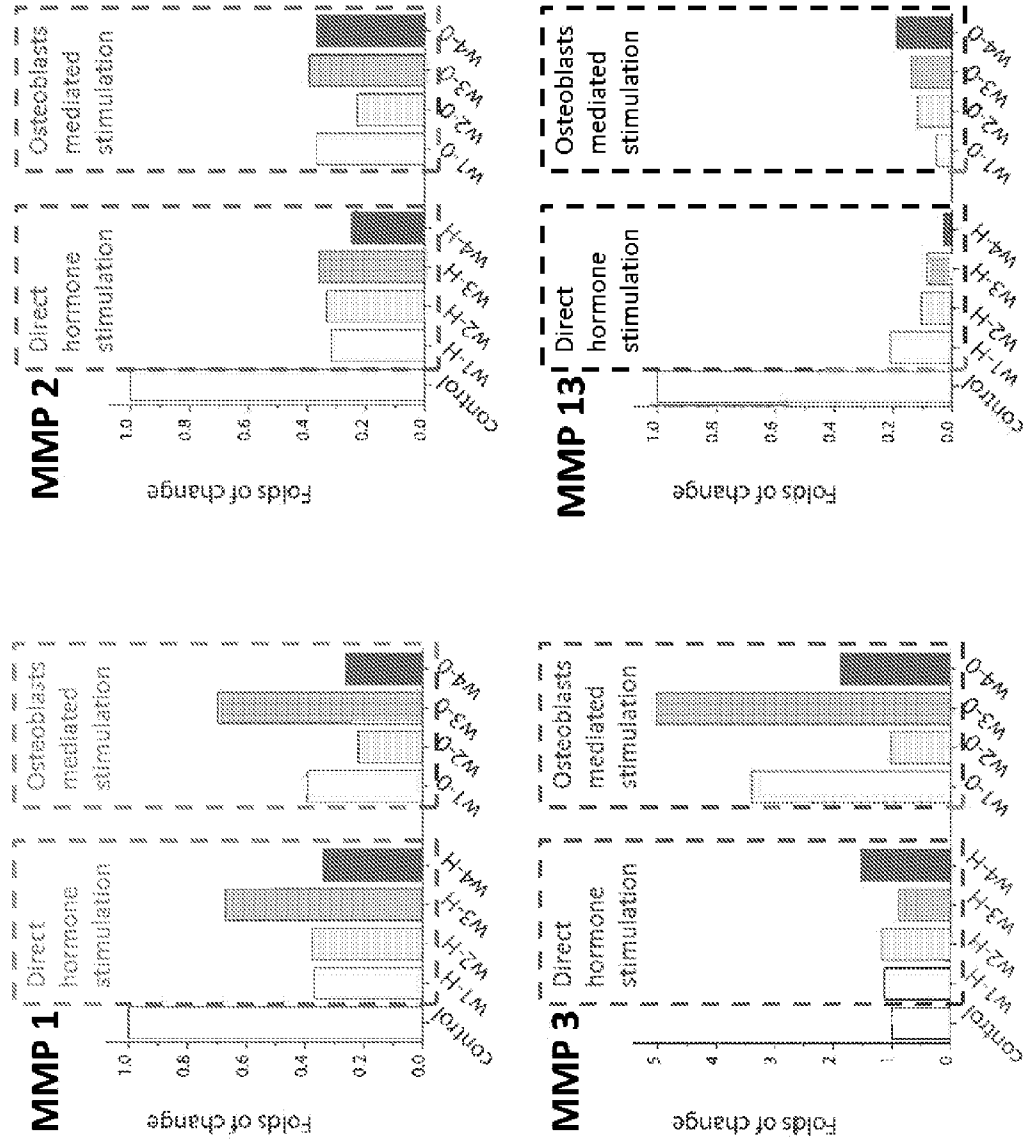 MMP 1
Direct
hormone
stimulation
Osteoblasts
mediated
stimulation
Folds of change
1.0
0.8
0.6
0.4
0.2
0.0
control
W1-H
W2-H
W3-H
W4-H
W1-O
W2-O
W3-O
W4-O
MMP 2
Direct
hormone
stimulation
Osteoblasts
mediated
stimulation
Folds of change
1.0
0.8
0.6
0.4
0.2
0.0
control
W1-H
W2-H
W3-H
W4-H
W1-O
W2-O
W3-O
W4-O
MMP 3
Direct
hormone
stimulation
Osteoblasts
mediated
stimulation
Folds of change
5
4
3
2
1
0
control
W1-H
W2-H
W3-H
W4-H
W1-O
W2-O
W3-O
W4-O
MMP 13
Direct
hormone
stimulation
Osteoblasts
mediated
stimulation
Folds of change
1.0
0.8
0.6
0.4
0.2
0.0
control
W1-H
W2-H
W3-H
W4-H
W1-O
W2-O
W3-O
W4-O